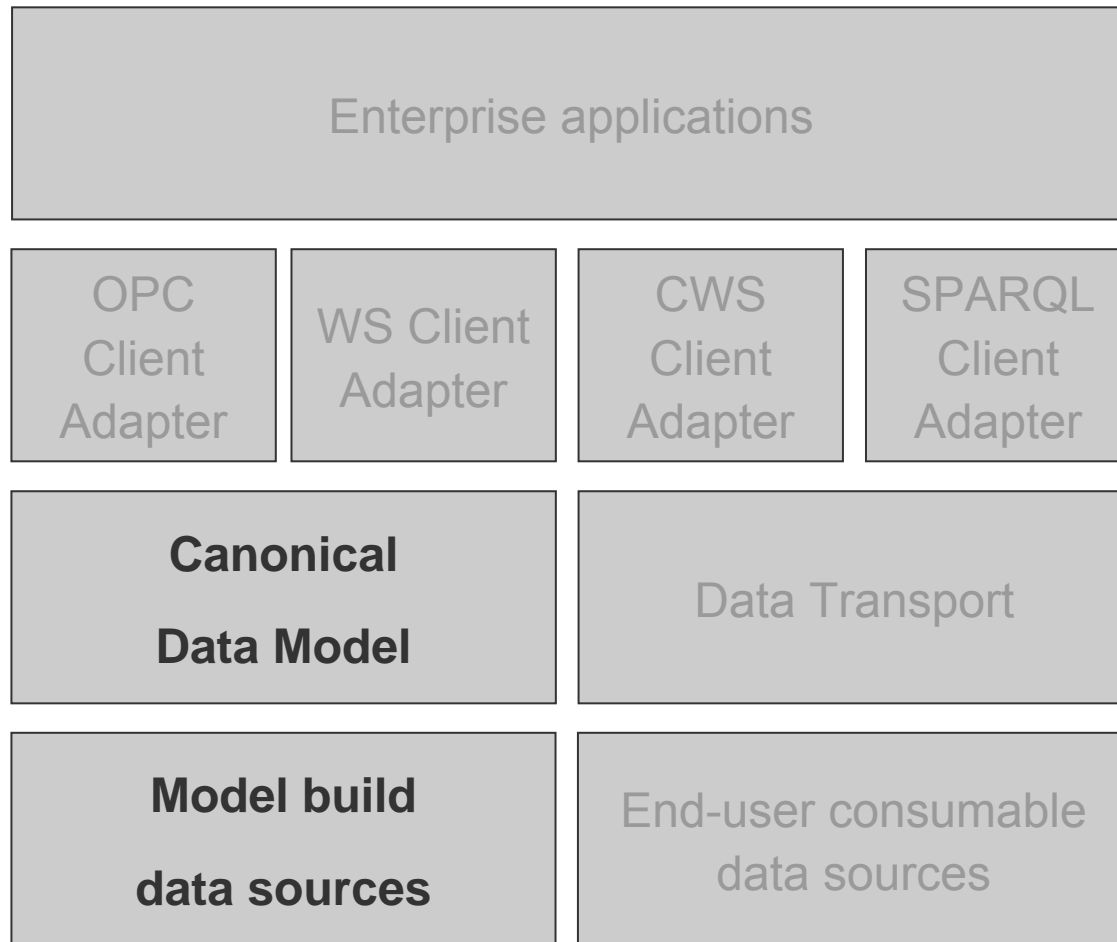 Enterprise applications
OPC
Client
Adapter
WS Client
Adapter
CWS
Client
Adapter
SPARQL
Client
Adapter
Canonical
Data Model
Data Transport
Model build
data sources
End-user consumable
data sources